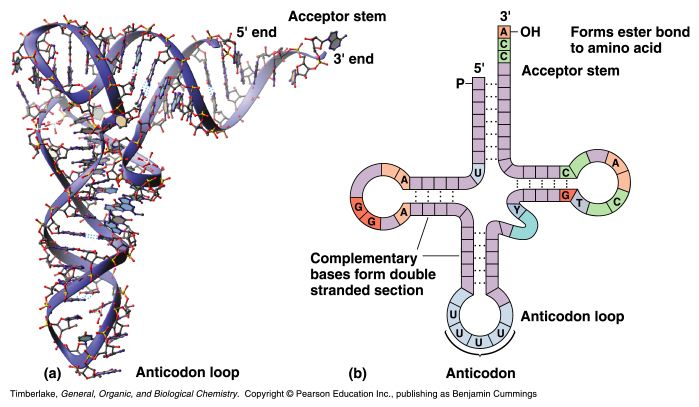 Acceptor stem
5' end
3' end
(a)
Anticodon loop
3'
A
OH
C
C
Forms ester bond
to amino acid
Acceptor stem
5'
P
U
A
G
G
A
C
A
C
T
G
Y
Complementary
bases form double
stranded section
U
U
U
U
U
Anticodon loop
(b)
Anticodon
Timberlake, General, Organic, and Biological Chemistry. Copyright © Pearson Education Inc., publishing as Benjamin Cummings